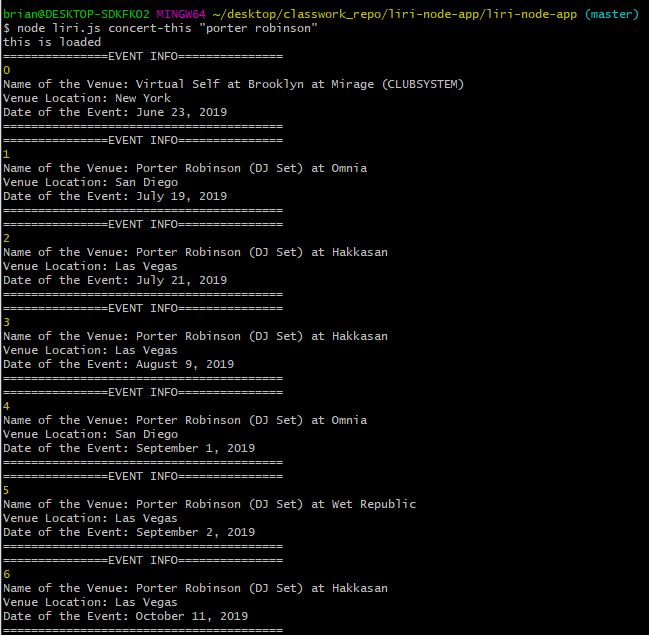 brian@DESKTOP-SDKFKO2 MINGW64 ~/desktop/classwork_repo/liri-node-app/liri-node-app (master)
$ node liri.js concert-this "porter robinson"
this is loaded
===============EVENT INFO===============
0
Name of the Venue: Virtual Self at Brooklyn at Mirage (CLUBSYSTEM)
Venue Location: New York
Date of the Event: June 23, 2019
========================================
===============EVENT INFO===============
1
Name of the Venue: Porter Robinson (DJ Set) at Omnia
Venue Location: San Diego
Date of the Event: July 19, 2019
========================================
===============EVENT INFO===============
2
Name of the Venue: Porter Robinson (DJ Set) at Hakkasan
Venue Location: Las Vegas
Date of the Event: July 21, 2019
========================================
===============EVENT INFO===============
3
Name of the Venue: Porter Robinson (DJ Set) at Hakkasan
Venue Location: Las Vegas
Date of the Event: August 9, 2019
========================================
===============EVENT INFO===============
4
Name of the Venue: Porter Robinson (DJ Set) at Omnia
Venue Location: San Diego
Date of the Event: September 1, 2019
========================================
===============EVENT INFO===============
5
Name of the Venue: Porter Robinson (DJ Set) at Wet Republic
Venue Location: Las Vegas
Date of the Event: September 2, 2019
========================================
===============EVENT INFO===============
6
Name of the Venue: Porter Robinson (DJ Set) at Hakkasan
Venue Location: Las Vegas
Date of the Event: October 11, 2019
========================================